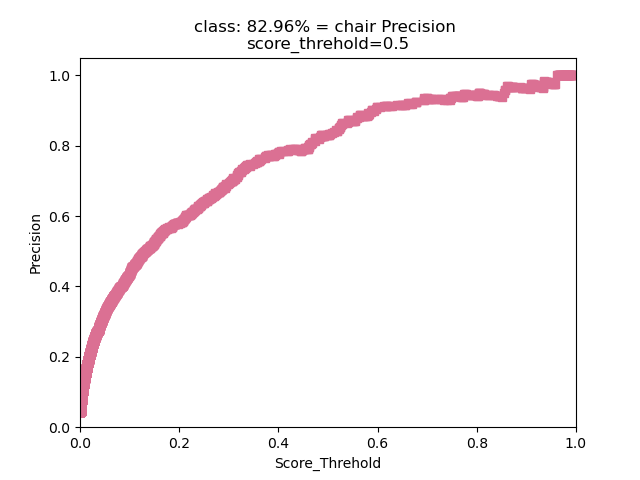 class: 82.96% = chair Precision
score_threhold=0.5
1.0
0.8
0.6
0.4
0.2
0.0
Precision
0.0 0.2 0.4 0.6 0.8 1.0
Score_Threhold